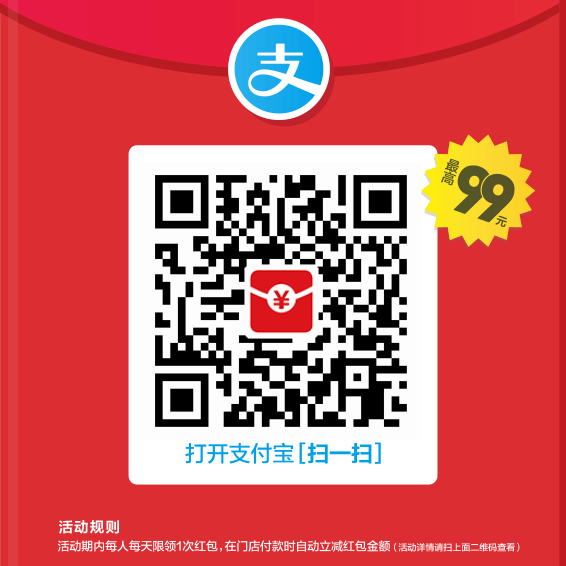 支
最高
99元
¥
打开支付宝[扫一扫]
活动规则
活动期内每人每天限领1次红包,在门店付款时自动立减红包金额(活动详情请扫上面二维码查看)